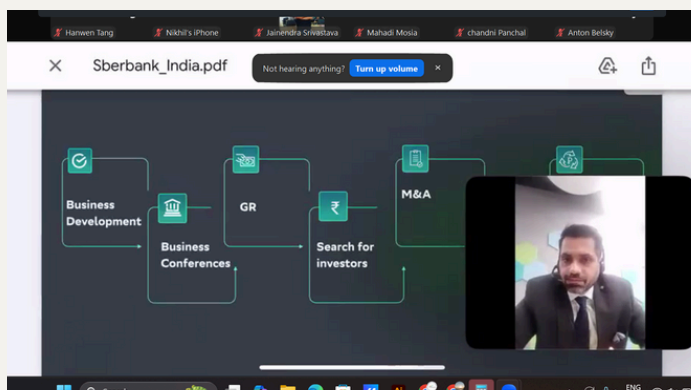 Hanwen Tang
Nikhil's iPhone
Jainendra Srivastava
Mahadi Mosia
chandni Panchal
Anton Belsky
Sberbank_India.pdf
Not hearing anything? Turn up volume
Business
Development
Business
Conferences
GR
₹
Search for
investors
M&A
ENG